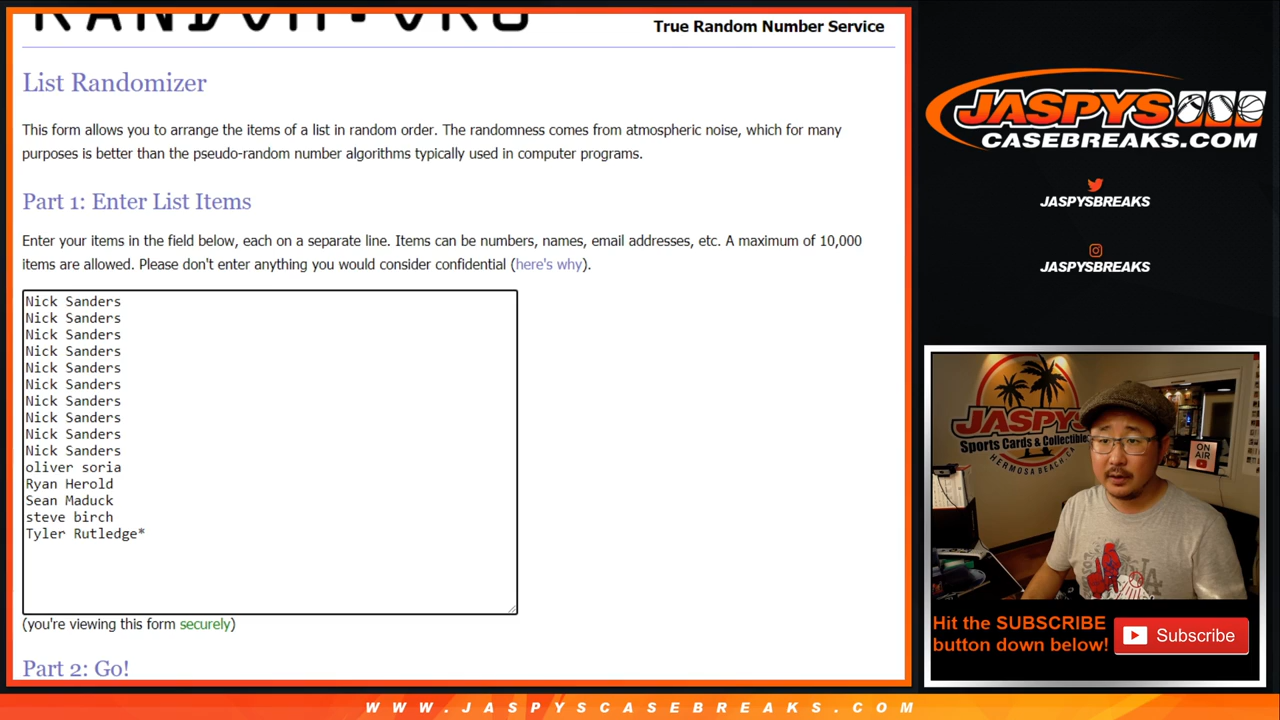 RANDOM.ORG
True Random Number Service
List Randomizer
This form allows you to arrange the items of a list in random order. The randomness comes from atmospheric noise, which for many
purposes is better than the pseudo-random number algorithms typically used in computer programs.
Part 1: Enter List Items
Enter your items in the field below, each on a separate line. Items can be numbers, names, email addresses, etc. A maximum of 10,000
items are allowed. Please don't enter anything you would consider confidential (here's why).
Nick Sanders
Nick Sanders
Nick Sanders
Nick Sanders
Nick Sanders
Nick Sanders
Nick Sanders
Nick Sanders
Nick Sanders
Nick Sanders
oliver soria
Ryan Herold
Sean Maduck
steve birch
Tyler Rutledge*
(you're viewing this form securely)
Part 2: Go!
JASPYS
CASEBREAKS.COM
JASPYSBREAKS
JASPYSBREAKS
JASPYS
Sports Cards & Collectibles
HERMOSA BEACH, CA
ON
AIR
LA
Hit the SUBSCRIBE
button down below!
Subscribe
WWW.JASPYSCASEBREAKS.COM